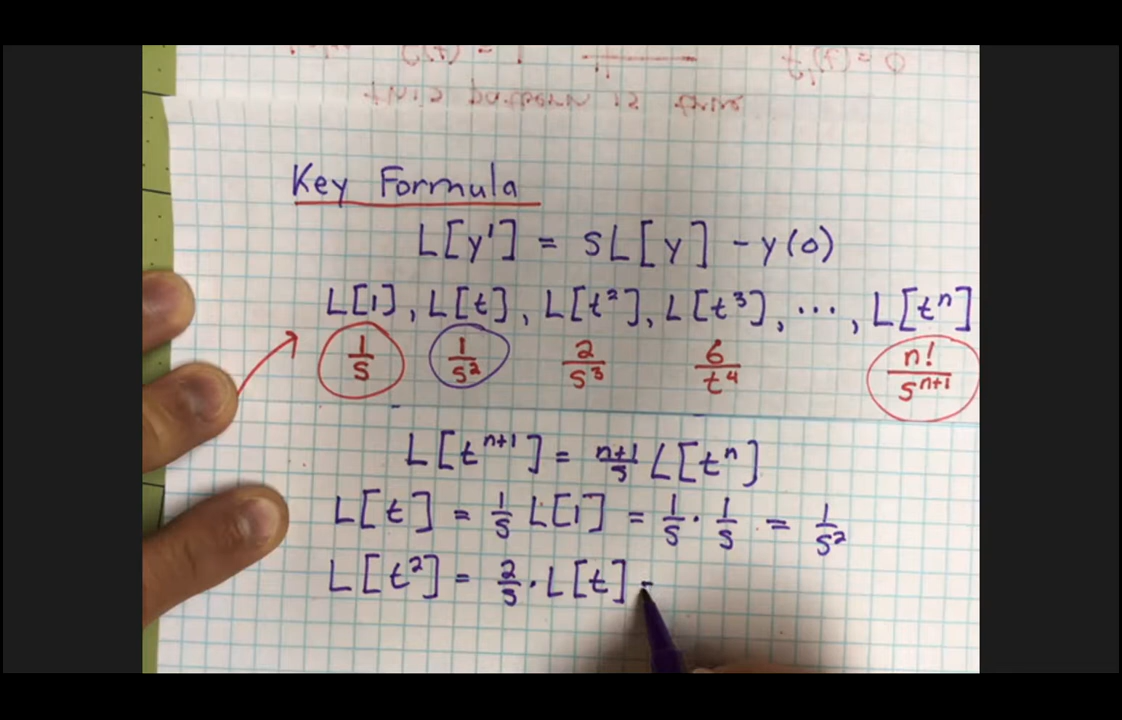 Key Formula
L[y'] = sL[y] - y(0)
L[1], L[t], L[t²], L[t³], ..., L[tⁿ]
1/s 1/s² 2/s³ 6/t⁴ n!/sⁿ⁺¹
L[tⁿ⁺¹] = n+1/s L[tⁿ]
L[t] = 1/s L[1] = 1/s · 1/s = 1/s²
L[t²] = 2/s · L[t] =